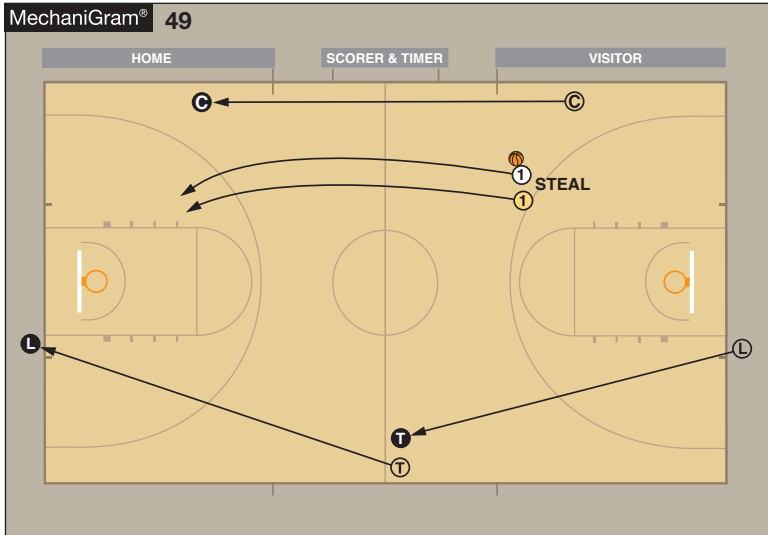 MechaniGram® 49
HOME
SCORER & TIMER
VISITOR
C
C
1
STEAL
1
L
L
T
T